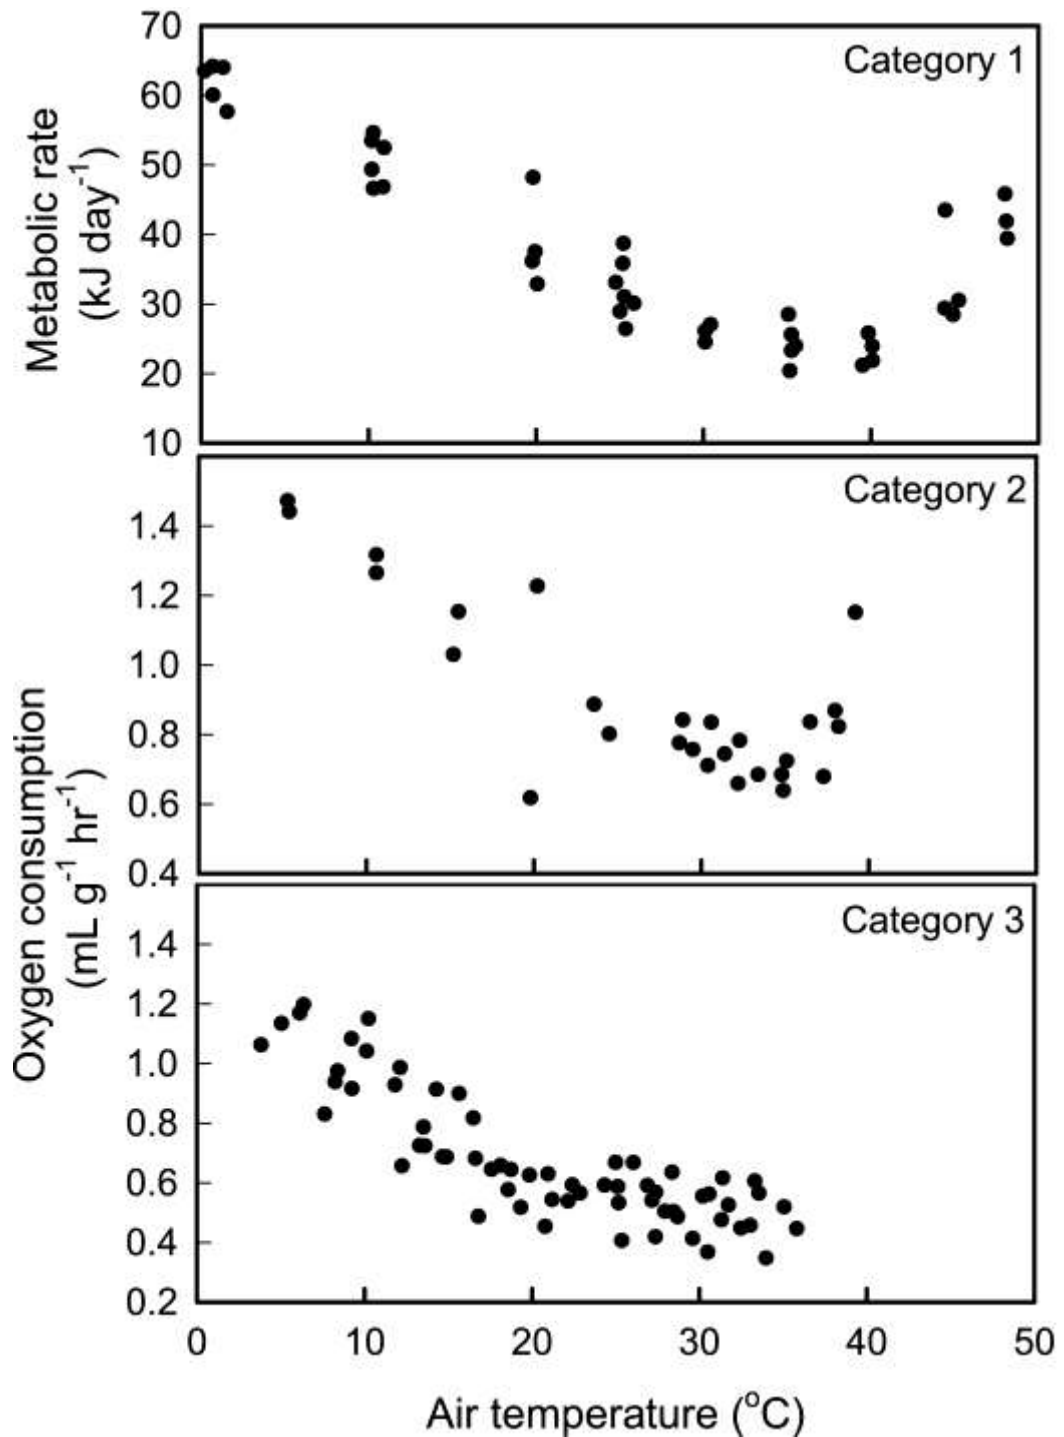 70
Category 1
60
50
40
30
20
10
Metabolic rate
(kJ day⁻¹)
Category 2
1.4
1.2
1.0
0.8
0.6
0.4
Oxygen consumption
(mL g⁻¹ hr⁻¹)
Category 3
1.4
1.2
1.0
0.8
0.6
0.4
0.2
0 10 20 30 40 50
Air temperature (°C)